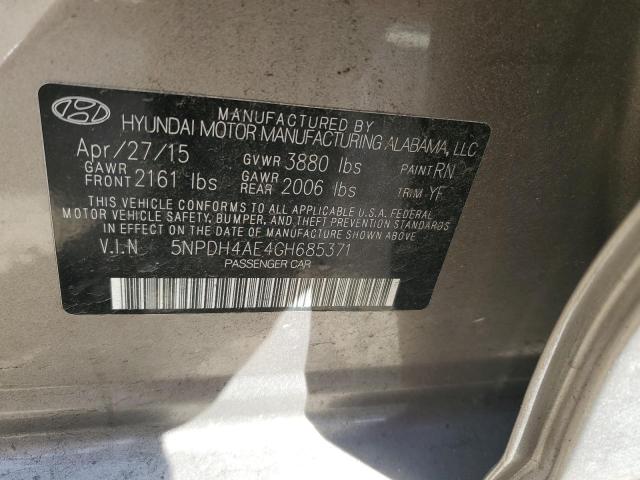 MANUFACTURED BY
HYUNDAI MOTOR MANUFACTURING ALABAMA, LLC
Apr/27/15 GVWR 3880 lbs PAINT RN
GAWR FRONT 2161 lbs GAWR REAR 2006 lbs TRIM YF
THIS VEHICLE CONFORMS TO ALL APPLICABLE U.S.A. FEDERAL
MOTOR VEHICLE SAFETY, BUMPER, AND THEFT PREVENTION STANDARDS
IN EFFECT ON THE DATE OF MANUFACTURE SHOWN ABOVE.
V.I.N 5NPDH4AE4GH685371
PASSENGER CAR